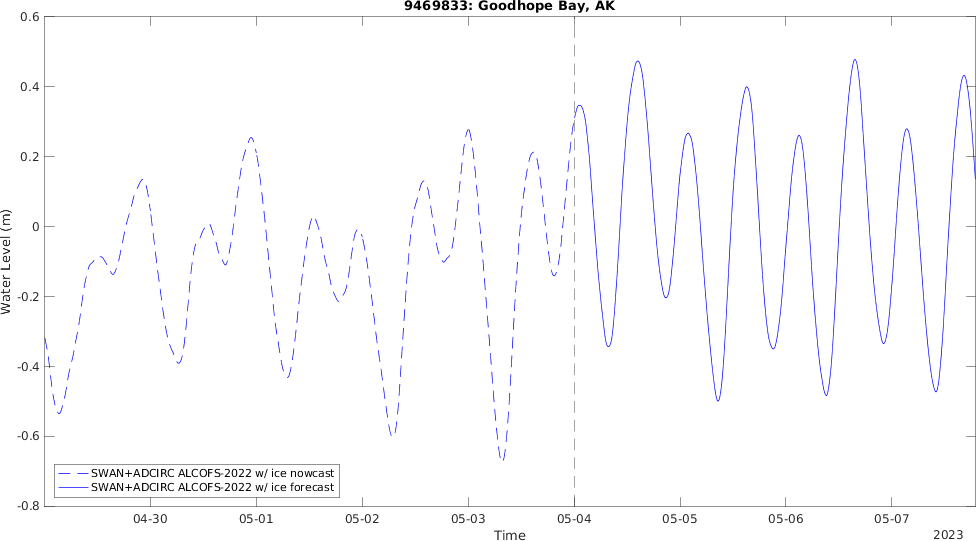 9469833: Goodhope Bay, AK
Water Level (m)
0.6
0.4
0.2
0
-0.2
-0.4
-0.6
-0.8
SWAN+ADCIRC ALCOFS-2022 w/ ice nowcast
SWAN+ADCIRC ALCOFS-2022 w/ ice forecast
04-30 05-01 05-02 05-03 05-04 05-05 05-06 05-07
Time
2023